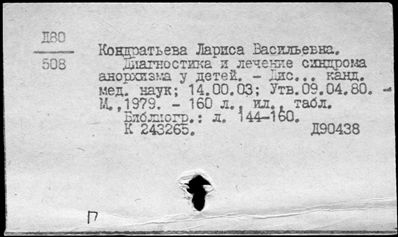 Д80
508
Кондратьева Лариса Васильевна.
Диагностика и лечение синдрома
анорхизма у детей. - Дис... канд.
мед. наук; 14.00.03; Утв.09.04.80. -
М.,1979. - 160 л., ил., табл.
Библиогр.: л. 144-160.
К 243265. Д90438
П